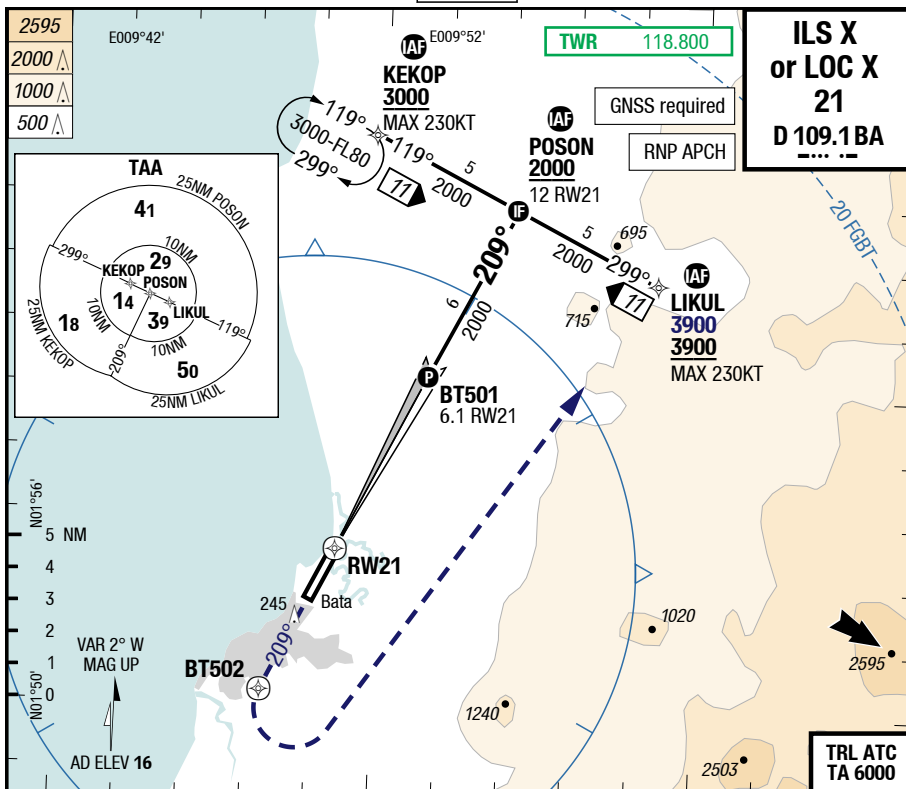 2595
2000
1000
500
E009°42'
E009°52'
IAF
KEKOP
3000
MAX 230KT
TWR 118.800
ILS X
or LOC X
21
D 109.1 BA
GNSS required
RNP APCH
IAF
POSON
2000
12 RW21
119°
3000-FL80
299°
119°
5
2000
11
IF
5
2000
299°
11
695
715
IAF
LIKUL
3900
3900
MAX 230KT
20 FGBT
TAA
25NM POSON
41
299°
10NM
29
KEKOP
POSON
14
LIKUL
39
10NM
10NM
119°
209°
18
50
25NM KEKOP
25NM LIKUL
209°
6
2000
P
BT501
6.1 RW21
N01°56'
5 NM
4
3
2
1
0
N01°50'
RW21
Bata
245
209°
BT502
VAR 2° W
MAG UP
AD ELEV 16
1020
1240
2595
2503
TRL ATC
TA 6000